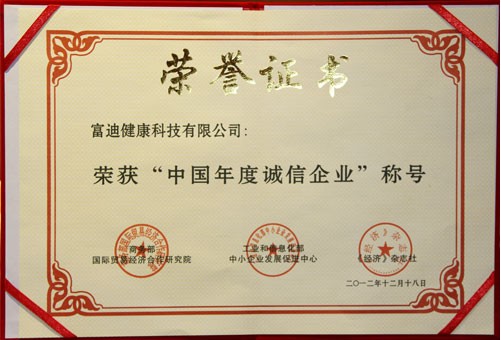 荣誉证书
富迪健康科技有限公司：
荣获“中国年度诚信企业”称号
商务部
国际贸易经济合作研究院
工业和信息化部
中小企业发展促进中心
《经济》杂志社
二〇一二年十二月十八日